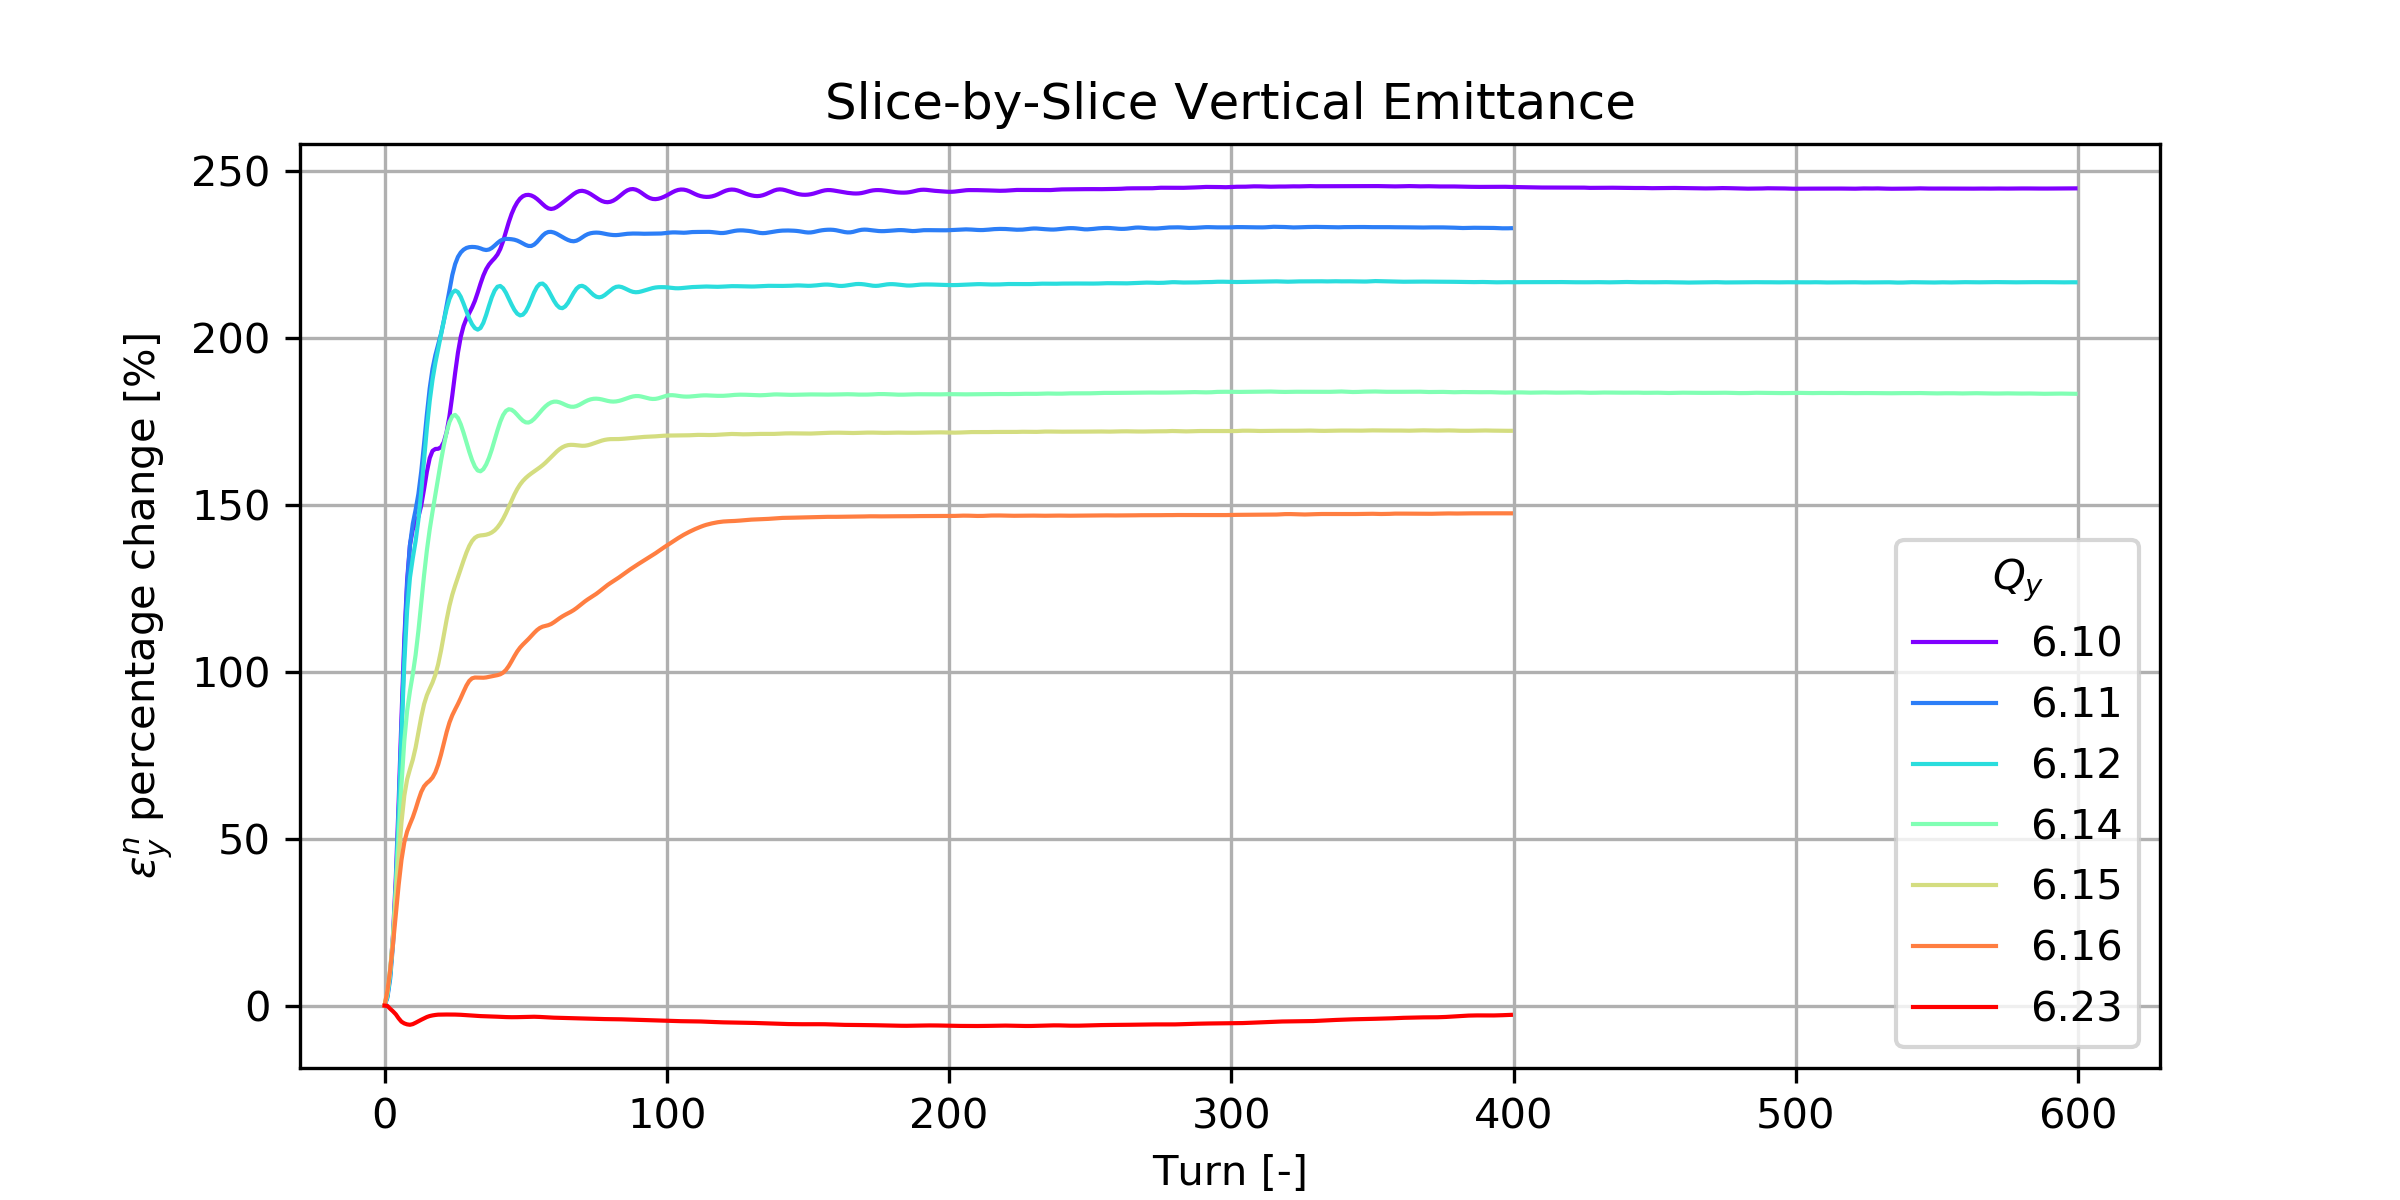 Slice-by-Slice Vertical Emittance
ε_y^n percentage change [%]
250
200
150
100
50
0
0 100 200 300 400 500 600
Turn [-]
Q_y
6.10
6.11
6.12
6.14
6.15
6.16
6.23